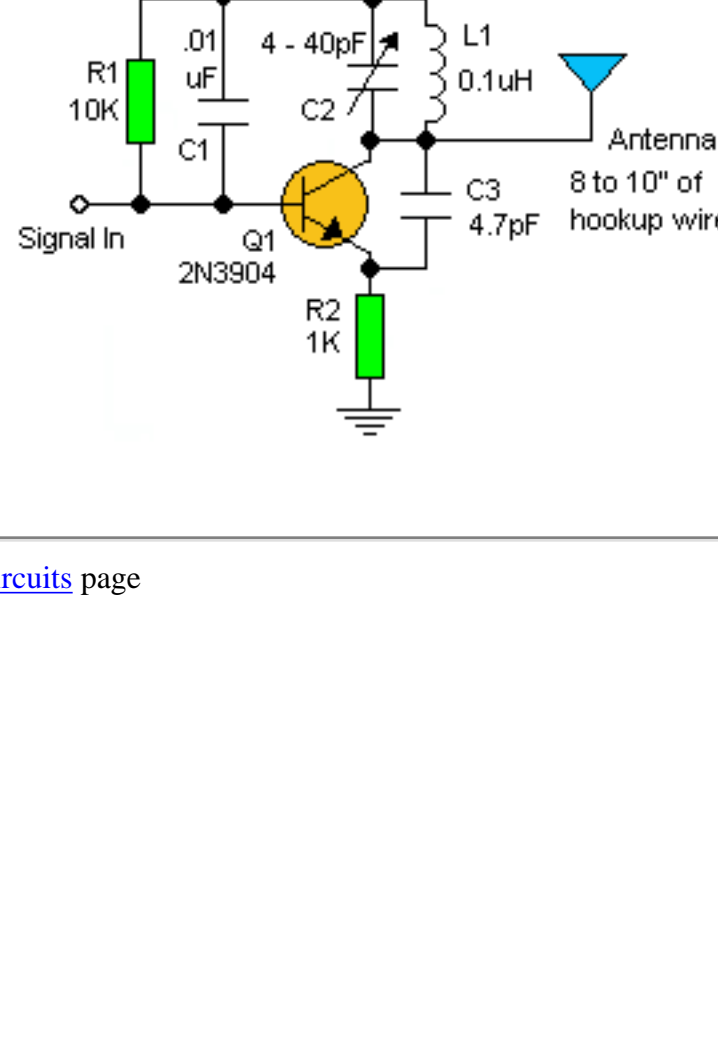 .01
uF
4 - 40pF
L1
R1
10K
0.1uH
C2
C1
Antenna
Signal In
Q1
2N3904
C3
4.7pF
8 to 10" of
hookup
R2
1K
rcuits page